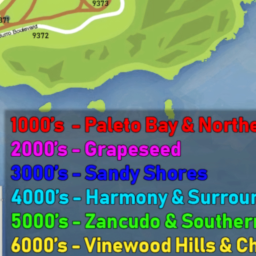 9373
9372
1000's - Paleto Bay & Northe
2000's - Grapeseed
3000's - Sandy Shores
4000's - Harmony & Surroun
5000's - Zancudo & Southern
6000's - Vinewood Hills & Ch